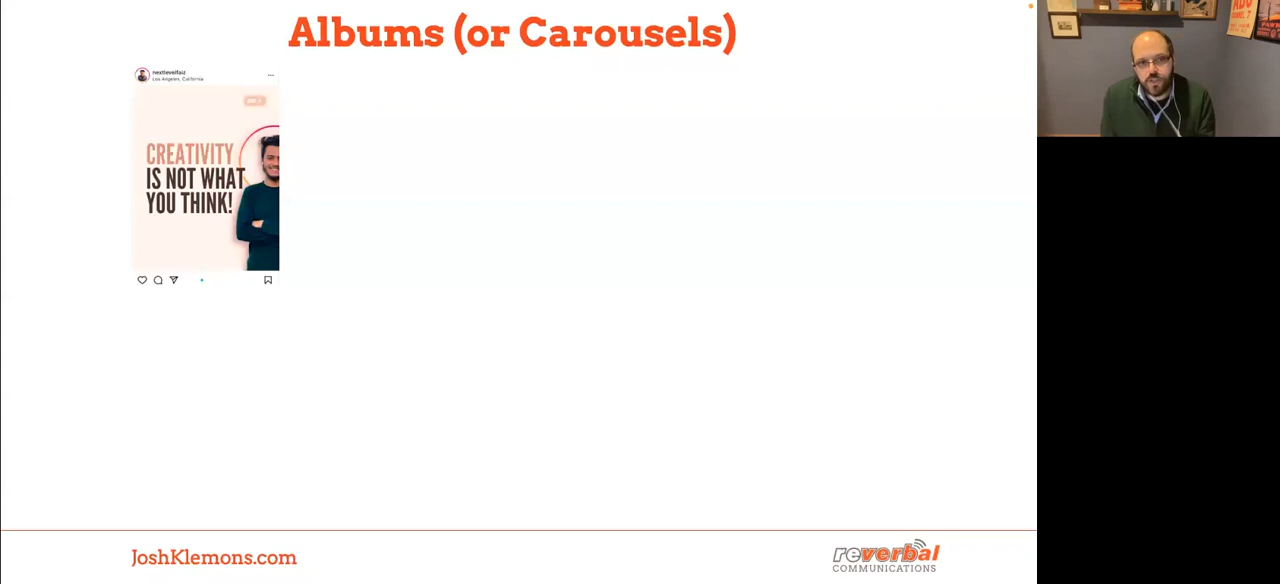 Albums (or Carousels)
nextlevelfaiz
Los Angeles, California
CREATIVITY
IS NOT WHAT
YOU THINK!
JoshKlemons.com
reverbal
COMMUNICATIONS